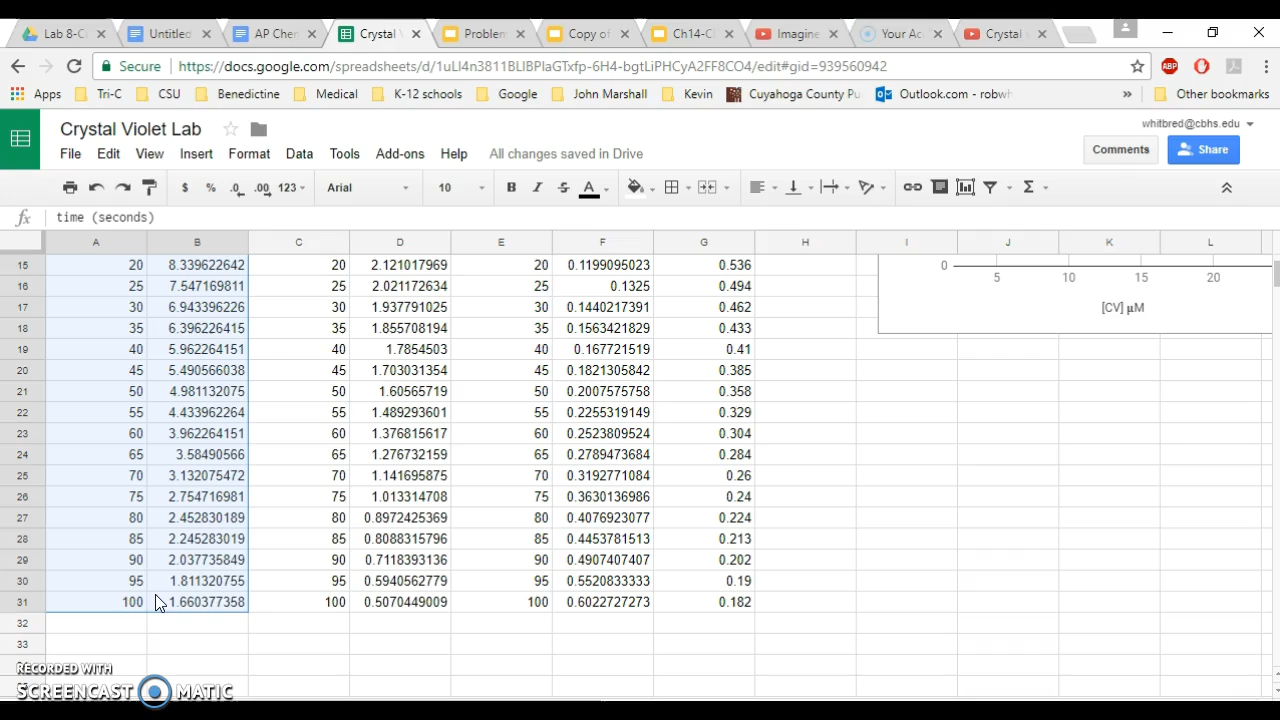 Lab 8-C Untitled AP Chem Crystal V Problem Copy of Ch14-Cl Imagine Your Ac Crystal
Secure https://docs.google.com/spreadsheets/d/1uLI4n3811BLIBPIaGTxfp-6H4-bgtLiPHCyA2FF8CO4/edit#gid=939560942 ABP
Apps Tri-C CSU Benedictine Medical K-12 schools Google John Marshall Kevin Cuyahoga County Pu Outlook.com - robwh » Other bookmarks
Crystal Violet Lab
whitbred@cbhs.edu
File Edit View Insert Format Data Tools Add-ons Help All changes saved in Drive
Comments Share
$ % .0 .00 123 Arial 10 B I S A Σ
fx time (seconds)
A B C D E F G H I J K L
15 20 8.339622642 20 2.121017969 20 0.1199095023 0.536
16 25 7.547169811 25 2.021172634 25 0.1325 0.494
17 30 6.943396226 30 1.937791025 30 0.1440217391 0.462
18 35 6.396226415 35 1.855708194 35 0.1563421829 0.433
19 40 5.962264151 40 1.7854503 40 0.167721519 0.41
20 45 5.490566038 45 1.703031354 45 0.1821305842 0.385
21 50 4.981132075 50 1.60565719 50 0.2007575758 0.358
22 55 4.433962264 55 1.489293601 55 0.2255319149 0.329
23 60 3.962264151 60 1.376815617 60 0.2523809524 0.304
24 65 3.58490566 65 1.276732159 65 0.2789473684 0.284
25 70 3.132075472 70 1.141695875 70 0.3192771084 0.26
26 75 2.754716981 75 1.013314708 75 0.3630136986 0.24
27 80 2.452830189 80 0.8972425369 80 0.4076923077 0.224
28 85 2.245283019 85 0.8088315796 85 0.4453781513 0.213
29 90 2.037735849 90 0.7118393136 90 0.4907407407 0.202
30 95 1.811320755 95 0.5940562779 95 0.5520833333 0.19
31 100 1.660377358 100 0.5070449009 100 0.6022727273 0.182
32
33
0
5 10 15 20
[CV] µM
RECORDED WITH
SCREENCAST MATIC